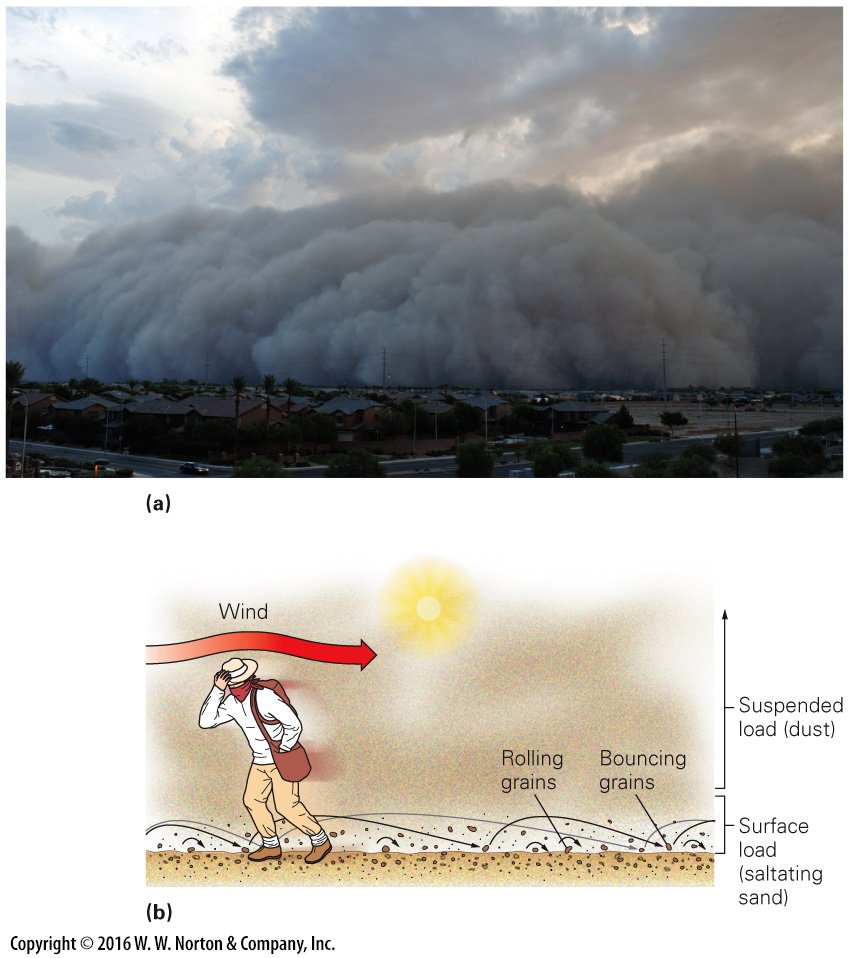 (a)
Wind
Suspended
load (dust)
Rolling
grains
Bouncing
grains
Surface
load
(saltating
sand)
(b)
Copyright © 2016 W. W. Norton & Company, Inc.